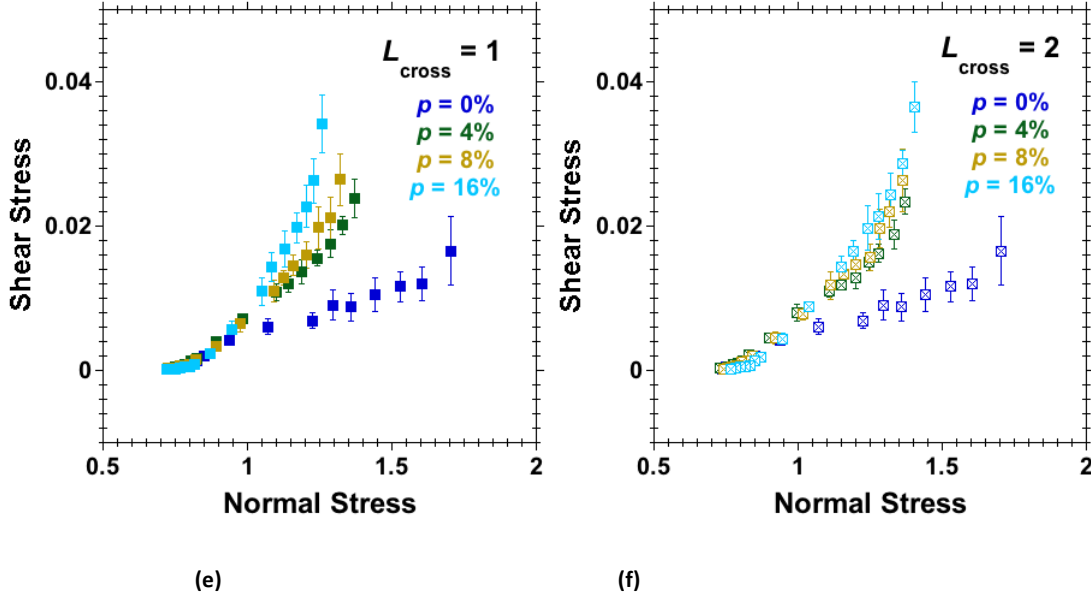 L_cross = 1
p = 0%
p = 4%
p = 8%
p = 16%
Shear Stress
0.04
0.02
0
0.5
1
1.5
2
Normal Stress
(e)
L_cross = 2
p = 0%
p = 4%
p = 8%
p = 16%
Shear Stress
0.04
0.02
0
0.5
1
1.5
2
Normal Stress
(f)